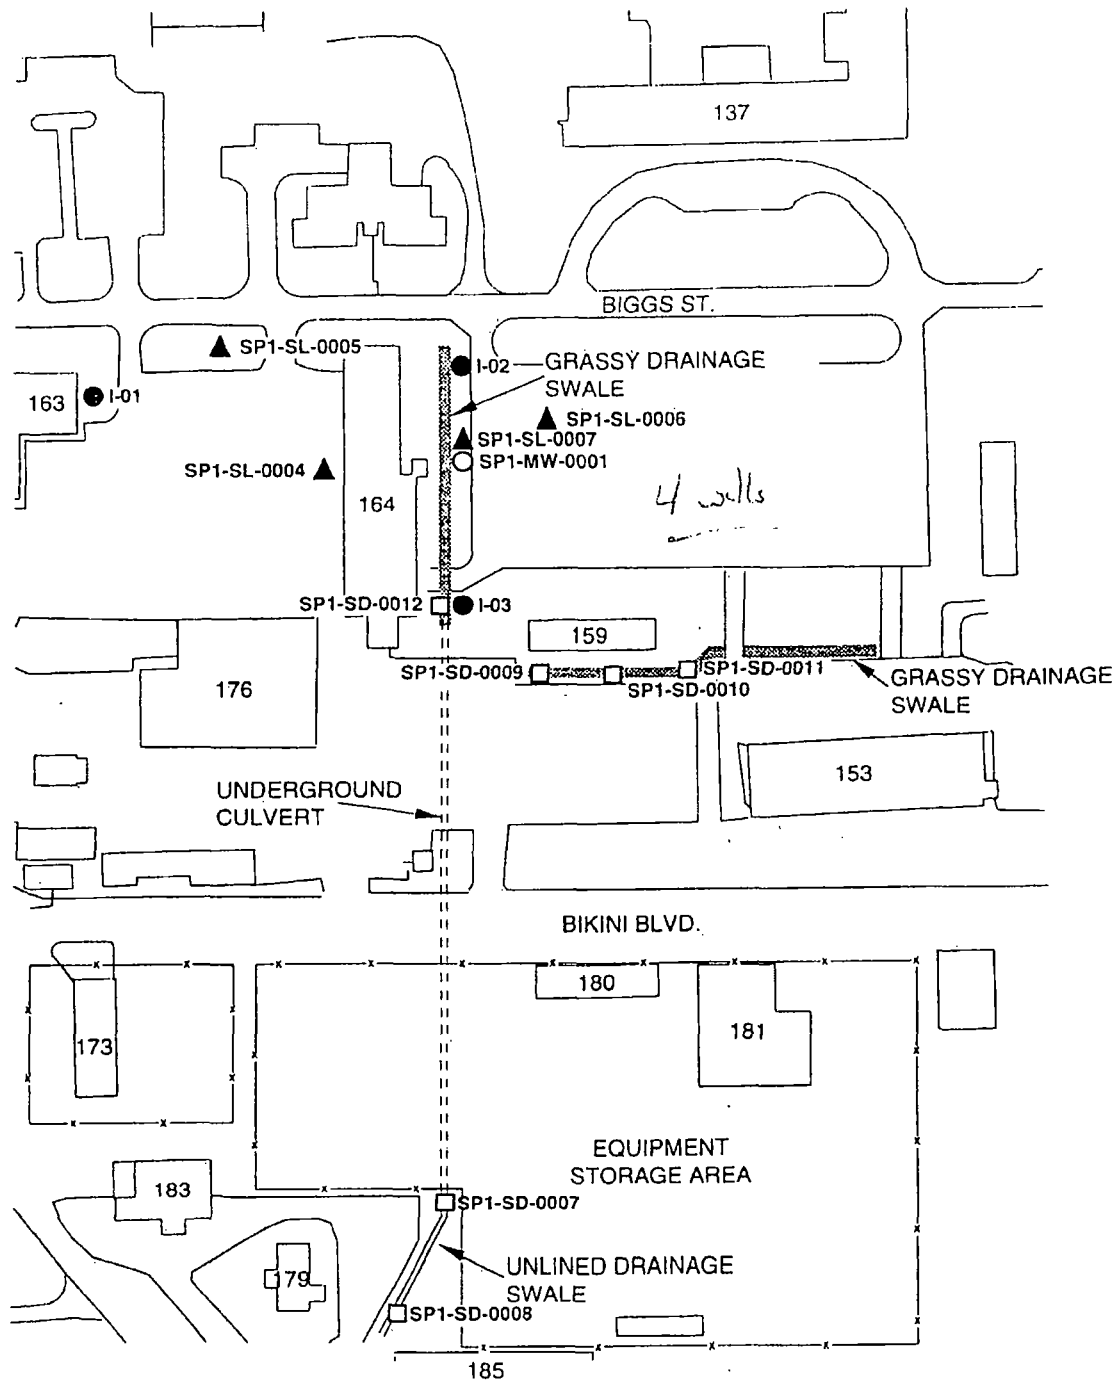 137
BIGGS ST.
SP1-SL-0005
I-02
GRASSY DRAINAGE
SWALE
163
I-01
SP1-SL-0006
SP1-SL-0007
SP1-SL-0004
SP1-MW-0001
164
4 wells
SP1-SD-0012
I-03
159
SP1-SD-0009
SP1-SD-0011
SP1-SD-0010
GRASSY DRAINAGE
SWALE
176
153
UNDERGROUND
CULVERT
BIKINI BLVD.
180
181
173
EQUIPMENT
STORAGE AREA
183
SP1-SD-0007
UNLINED DRAINAGE
SWALE
179
SP1-SD-0008
185